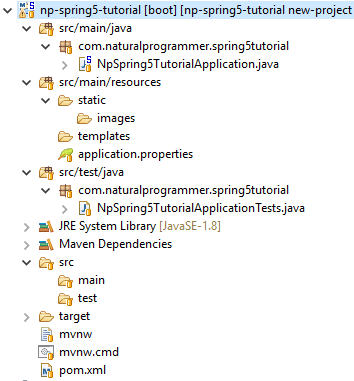 np-spring5-tutorial [boot] [np-spring5-tutorial new-project
src/main/java
com.naturalprogrammer.spring5tutorial
NpSpring5TutorialApplication.java
src/main/resources
static
images
templates
application.properties
src/test/java
com.naturalprogrammer.spring5tutorial
NpSpring5TutorialApplicationTests.java
JRE System Library [JavaSE-1.8]
Maven Dependencies
src
main
test
target
mvnw
mvnw.cmd
pom.xml